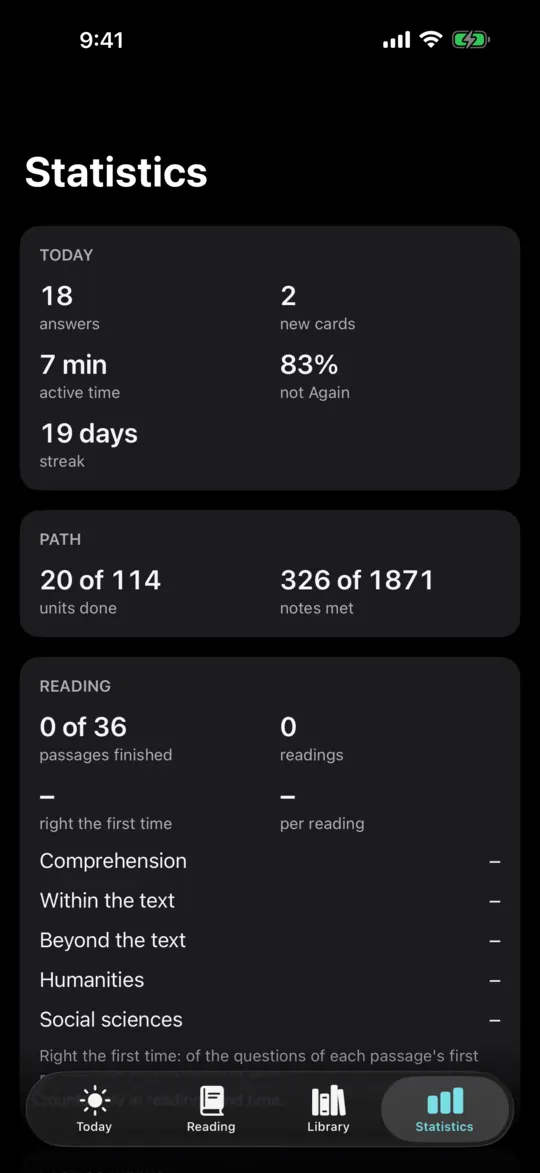 9:41
Statistics
TODAY
18
answers
2
new cards
7 min
active time
83%
not Again
19 days
streak
PATH
20 of 114
units done
326 of 1871
notes met
READING
0 of 36
passages finished
0
readings
–
right the first time
–
per reading
Comprehension –
Within the text –
Beyond the text –
Humanities –
Social sciences –
Right the first time: of the questions of each passage's first
Today
Reading
Library
Statistics